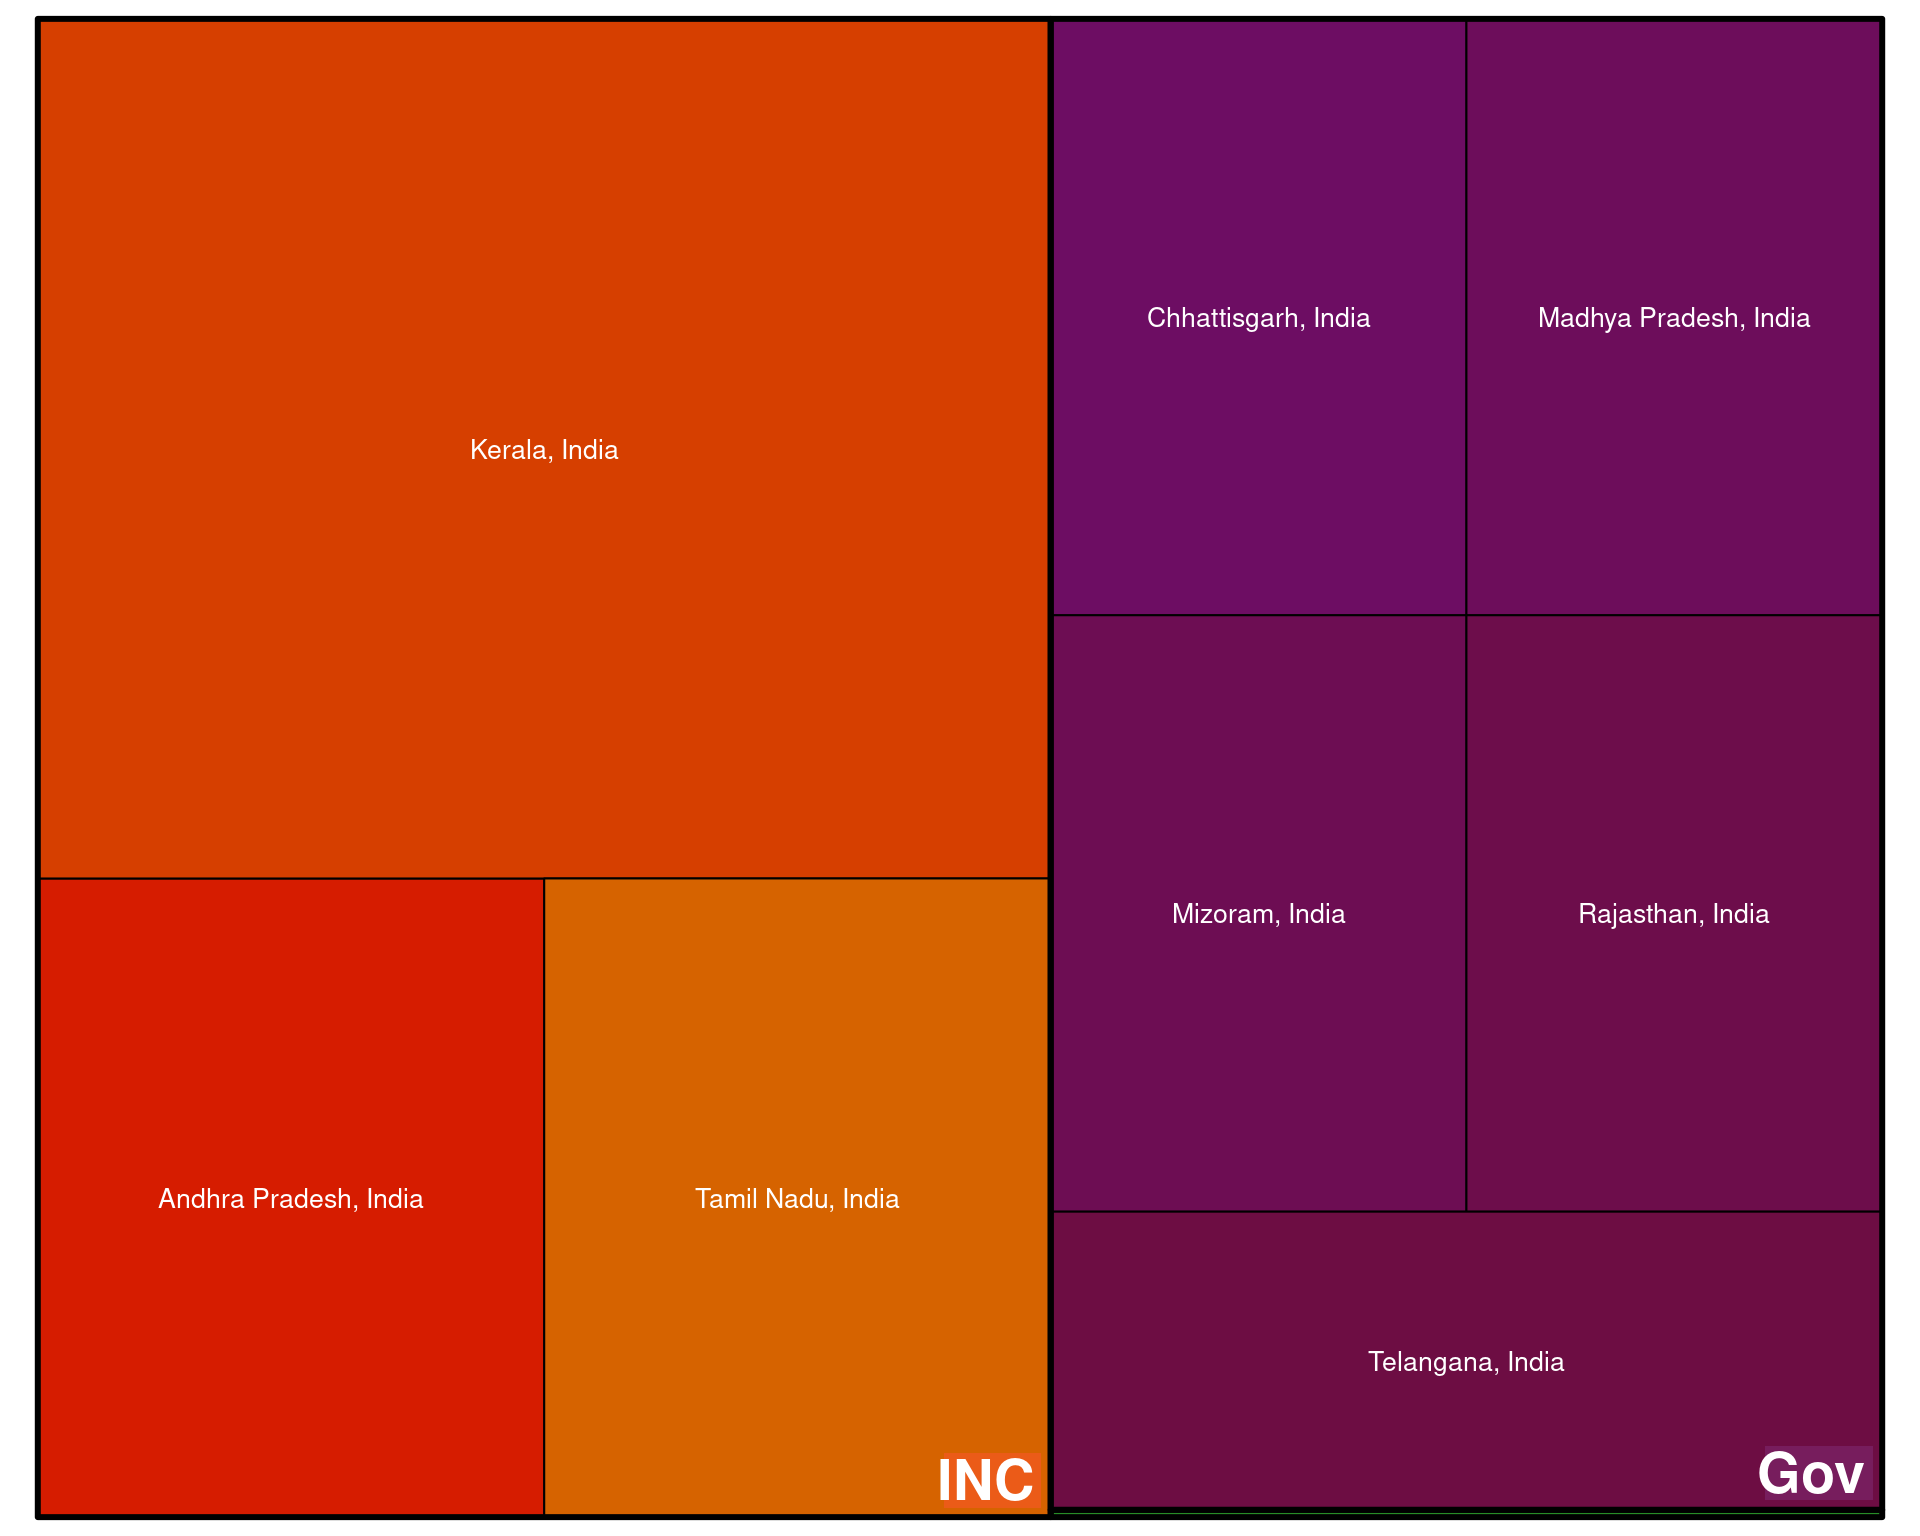 Kerala, India
Andhra Pradesh, India
Tamil Nadu, India
INC
Chhattisgarh, India
Madhya Pradesh, India
Mizoram, India
Rajasthan, India
Telangana, India
Gov